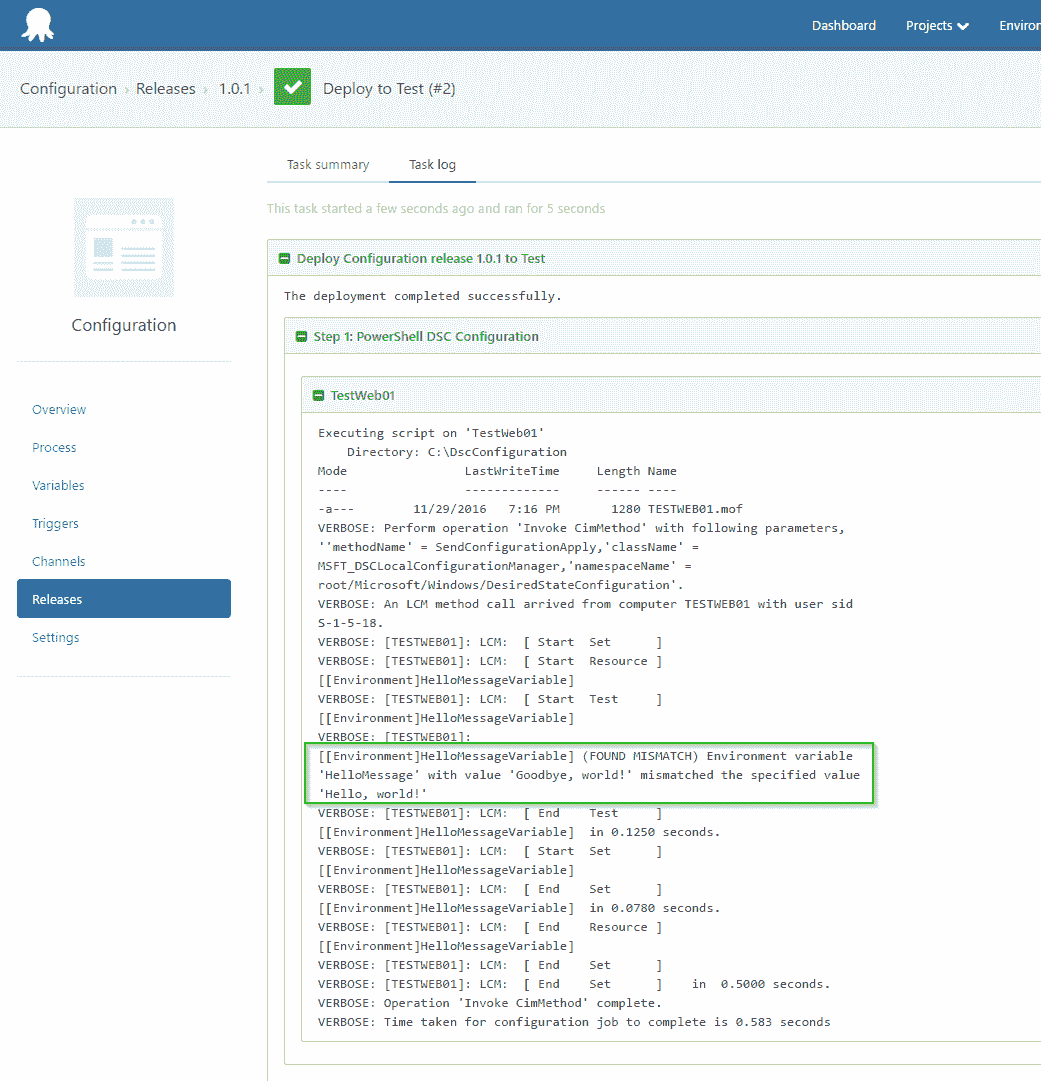 Dashboard Projects Environ
Configuration › Releases › 1.0.1 › Deploy to Test (#2)
Task summary Task log
This task started a few seconds ago and ran for 5 seconds
Configuration
Overview
Process
Variables
Triggers
Channels
Releases
Settings
Deploy Configuration release 1.0.1 to Test
The deployment completed successfully.
Step 1: PowerShell DSC Configuration
TestWeb01
Executing script on 'TestWeb01'
Directory: C:\DscConfiguration
Mode LastWriteTime Length Name
---- ------------- ------ ----
-a--- 11/29/2016 7:16 PM 1280 TESTWEB01.mof
VERBOSE: Perform operation 'Invoke CimMethod' with following parameters,
''methodName' = SendConfigurationApply,'className' =
MSFT_DSCLocalConfigurationManager,'namespaceName' =
root/Microsoft/Windows/DesiredStateConfiguration'.
VERBOSE: An LCM method call arrived from computer TESTWEB01 with user sid
S-1-5-18.
VERBOSE: [TESTWEB01]: LCM: [ Start Set ]
VERBOSE: [TESTWEB01]: LCM: [ Start Resource ]
[[Environment]HelloMessageVariable]
VERBOSE: [TESTWEB01]: LCM: [ Start Test ]
[[Environment]HelloMessageVariable]
VERBOSE: [TESTWEB01]:
[[Environment]HelloMessageVariable] (FOUND MISMATCH) Environment variable
'HelloMessage' with value 'Goodbye, world!' mismatched the specified value
'Hello, world!'
VERBOSE: [TESTWEB01]: LCM: [ End Test ]
[[Environment]HelloMessageVariable] in 0.1250 seconds.
VERBOSE: [TESTWEB01]: LCM: [ Start Set ]
[[Environment]HelloMessageVariable]
VERBOSE: [TESTWEB01]: LCM: [ End Set ]
[[Environment]HelloMessageVariable] in 0.0780 seconds.
VERBOSE: [TESTWEB01]: LCM: [ End Resource ]
[[Environment]HelloMessageVariable]
VERBOSE: [TESTWEB01]: LCM: [ End Set ]
VERBOSE: [TESTWEB01]: LCM: [ End Set ] in 0.5000 seconds.
VERBOSE: Operation 'Invoke CimMethod' complete.
VERBOSE: Time taken for configuration job to complete is 0.583 seconds